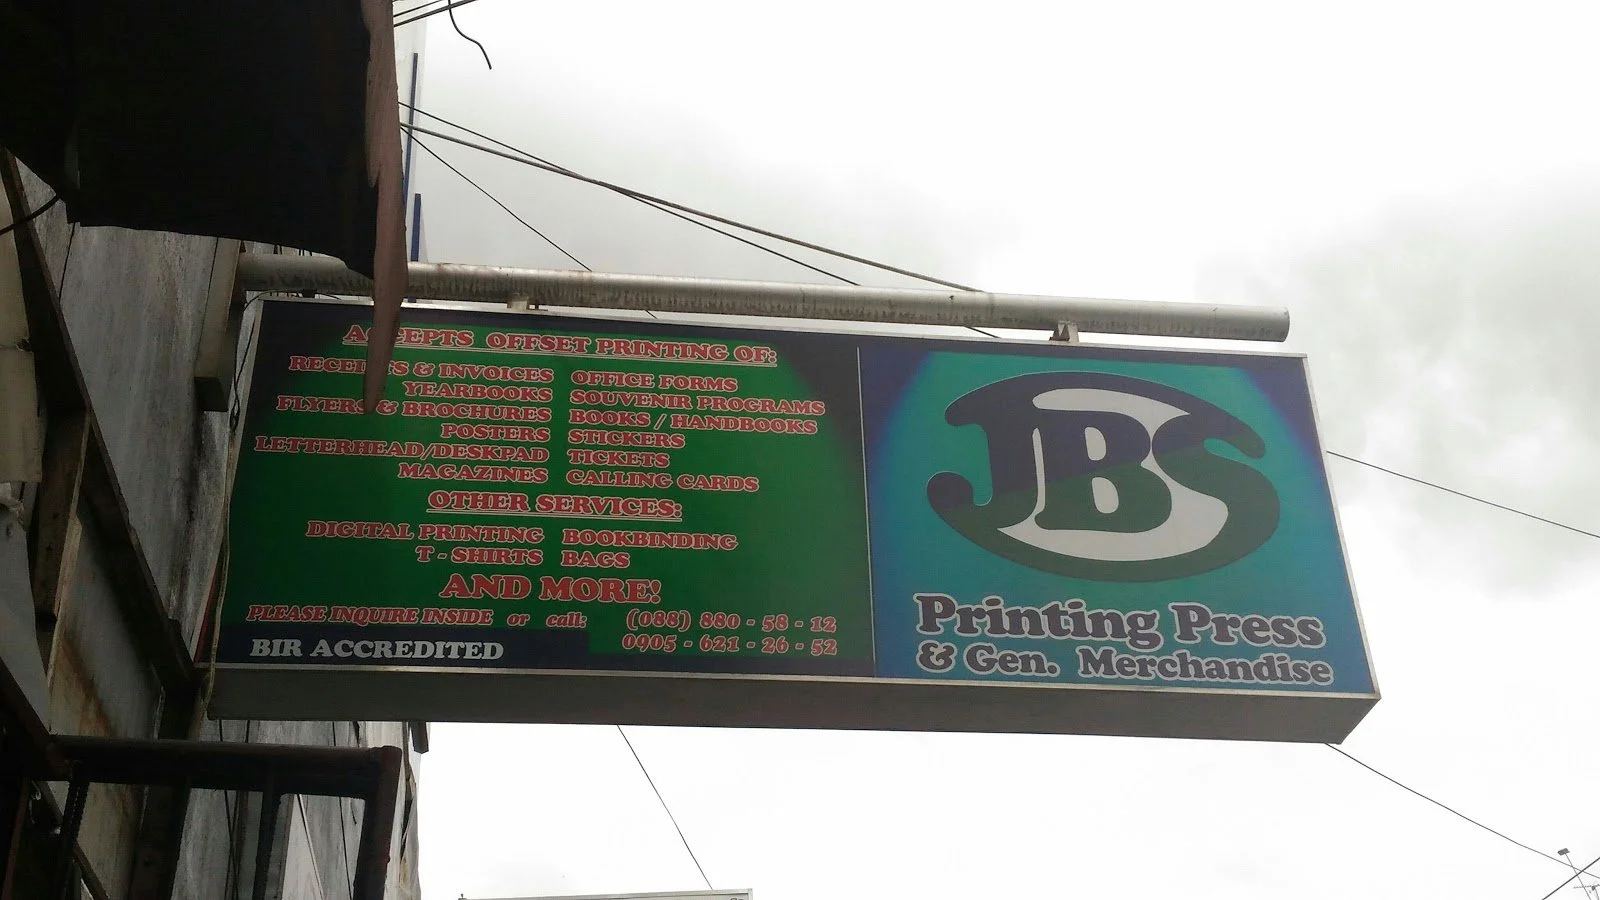 ACCEPTS OFFSET PRINTING OF:
RECEIPTS & INVOICES OFFICE FORMS
YEARBOOKS SOUVENIR PROGRAMS
FLYERS & BROCHURES BOOKS / HANDBOOKS
POSTERS STICKERS
LETTERHEAD/DESKPAD TICKETS
MAGAZINES CALLING CARDS
OTHER SERVICES:
DIGITAL PRINTING BOOKBINDING
T - SHIRTS BAGS
AND MORE!
PLEASE INQUIRE INSIDE or call: (088) 880 - 58 - 12
0905 - 621 - 26 - 52
BIR ACCREDITED
JBS
Printing Press
& Gen. Merchandise